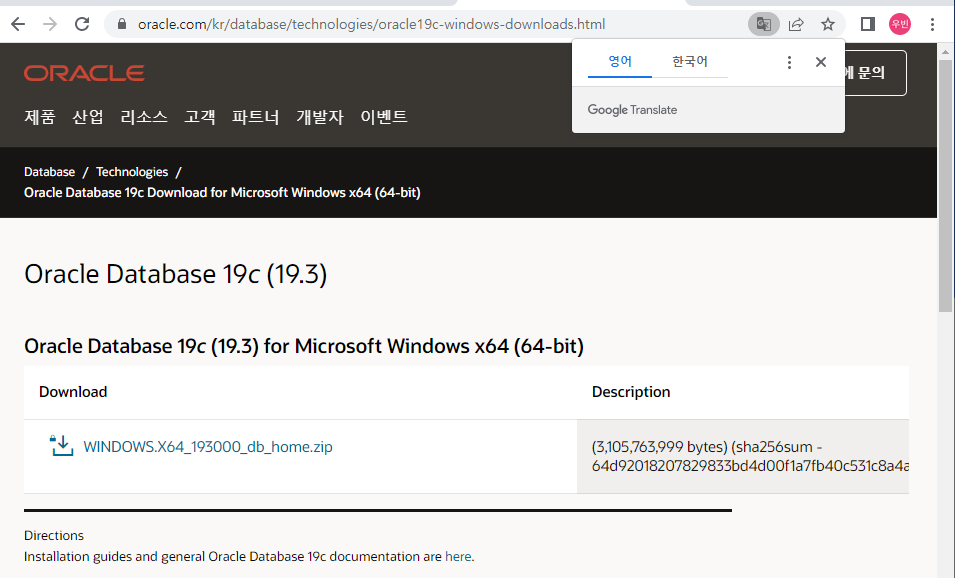 oracle.com/kr/database/technologies/oracle19c-windows-downloads.html
우빈
영어 한국어
Google Translate
ORACLE
에 문의
제품 산업 리소스 고객 파트너 개발자 이벤트
Database / Technologies /
Oracle Database 19c Download for Microsoft Windows x64 (64-bit)
Oracle Database 19c (19.3)
Oracle Database 19c (19.3) for Microsoft Windows x64 (64-bit)
Download Description
WINDOWS.X64_193000_db_home.zip
(3,105,763,999 bytes) (sha256sum -
64d92018207829833bd4d00f1a7fb40c531c8a4a
Directions
Installation guides and general Oracle Database 19c documentation are here.